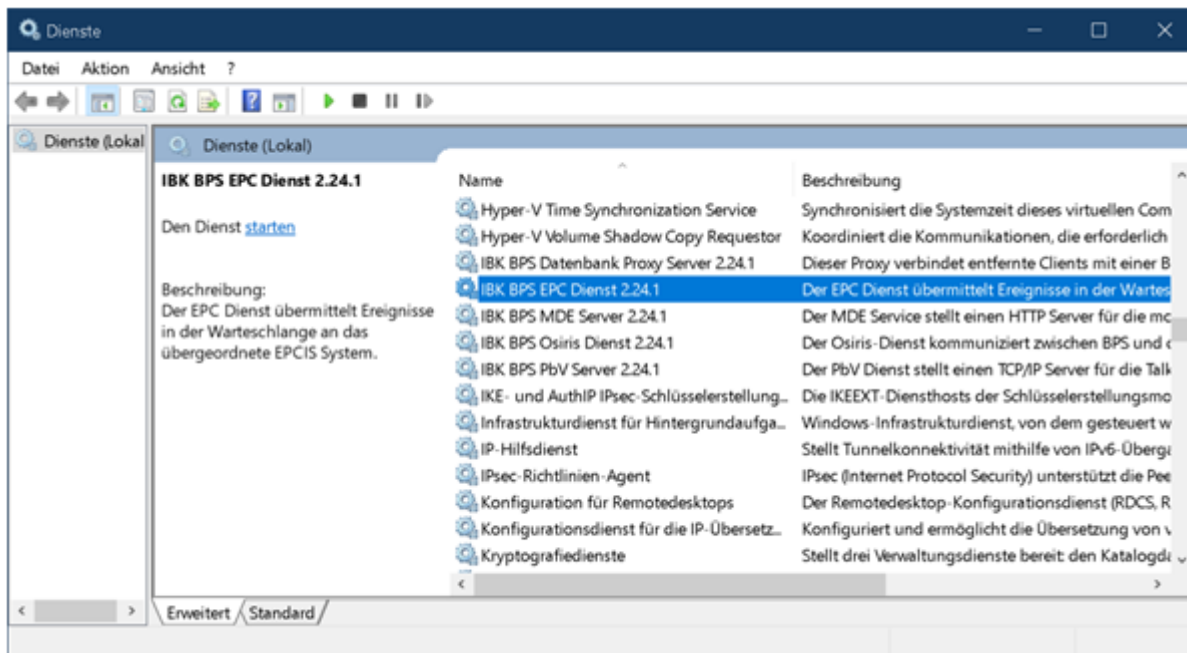 Dienste
Datei Aktion Ansicht ?
Dienste (Lokal
Dienste (Lokal)
IBK BPS EPC Dienst 2.24.1
Den Dienst starten
Beschreibung:
Der EPC Dienst übermittelt Ereignisse
in der Warteschlange an das
übergeordnete EPCIS System.
Name Beschreibung
Hyper-V Time Synchronization Service Synchronisiert die Systemzeit dieses virtuellen Com
Hyper-V Volume Shadow Copy Requestor Koordiniert die Kommunikationen, die erforderlich
IBK BPS Datenbank Proxy Server 2.24.1 Dieser Proxy verbindet entfernte Clients mit einer B
IBK BPS EPC Dienst 2.24.1 Der EPC Dienst übermittelt Ereignisse in der Wartes
IBK BPS MDE Server 2.24.1 Der MDE Service stellt einen HTTP Server für die mo
IBK BPS Osiris Dienst 2.24.1 Der Osiris-Dienst kommuniziert zwischen BPS und
IBK BPS PbV Server 2.24.1 Der PbV Dienst stellt einen TCP/IP Server für die Talk
IKE- und AuthIP IPsec-Schlüsselerstellung... Die IKEEXT-Diensthosts der Schlüsselerstellungsmo
Infrastrukturdienst für Hintergrundaufga... Windows-Infrastrukturdienst, von dem gesteuert w
IP-Hilfsdienst Stellt Tunnelkonnektivität mithilfe von IPv6-Überga
IPsec-Richtlinien-Agent IPsec (Internet Protocol Security) unterstützt die Pee
Konfiguration für Remotedesktops Der Remotedesktop-Konfigurationsdienst (RDCS, R
Konfigurationsdienst für die IP-Übersetz... Konfiguriert und ermöglicht die Übersetzung von v
Kryptografiedienste Stellt drei Verwaltungsdienste bereit: den Katalogda
Erweitert Standard